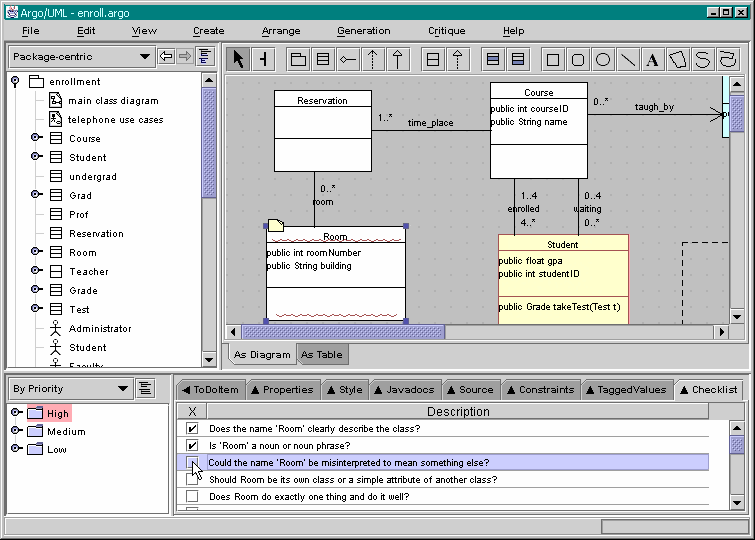 Argo/UML - enroll.argo
File Edit View Create Arrange Generation Critique Help
Package-centric
A
enrollment
main class diagram
telephone use cases
Course
Student
undergrad
Grad
Prof
Reservation
Room
Teacher
Grade
Test
Administrator
Student
Faculty
Reservation
1..*
time_place
Course
public int courseID
public String name
0..*
taugh_by
0..*
room
1..4
enrolled
4..*
0..4
waiting
0..*
Room
public int roomNumber
public String building
Student
public float gpa
public int studentID
public Grade takeTest(Test t)
As Diagram As Table
By Priority
High
Medium
Low
ToDoItem Properties Style Javadocs Source Constraints TaggedValues Checklist
X Description
Does the name 'Room' clearly describe the class?
Is 'Room' a noun or noun phrase?
Could the name 'Room' be misinterpreted to mean something else?
Should Room be its own class or a simple attribute of another class?
Does Room do exactly one thing and do it well?